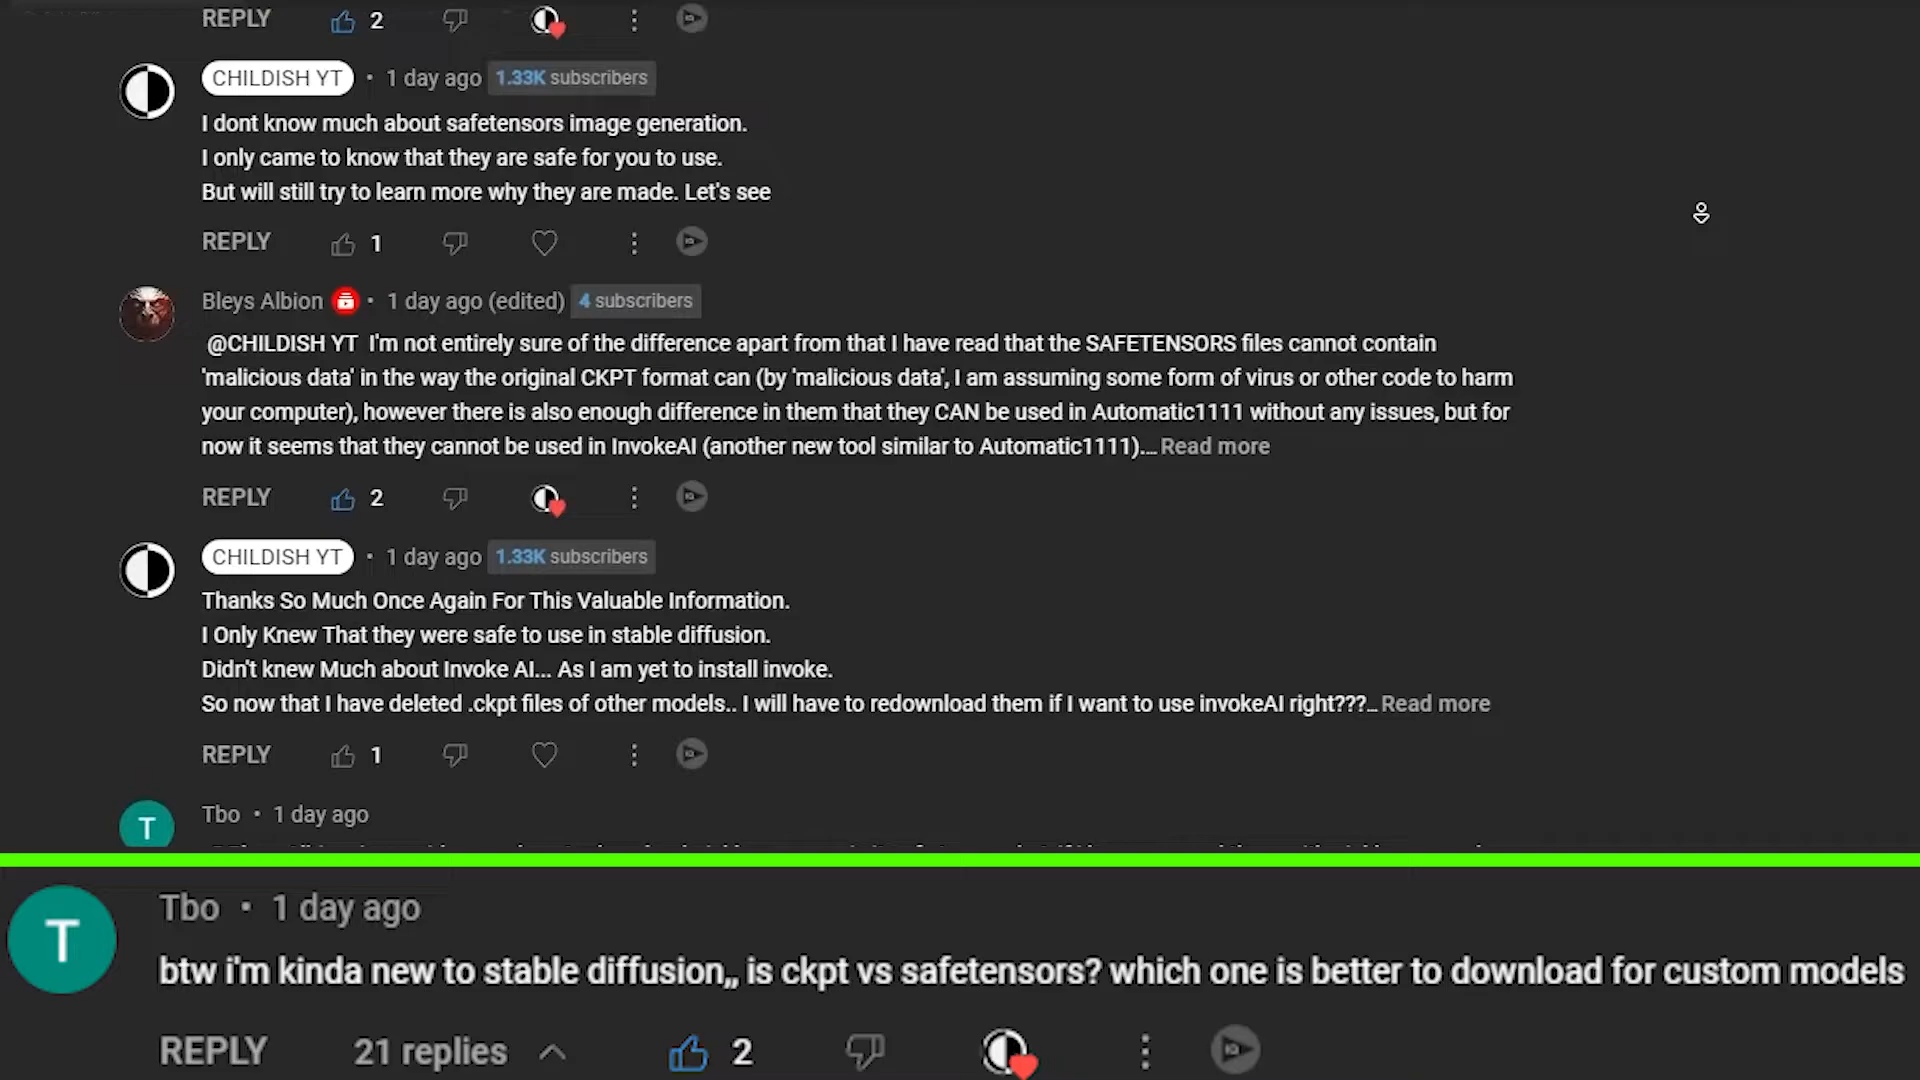 REPLY 2
CHILDISH YT • 1 day ago 1.33K subscribers
I dont know much about safetensors image generation.
I only came to know that they are safe for you to use.
But will still try to learn more why they are made. Let's see
REPLY 1
Bleys Albion • 1 day ago (edited) 4 subscribers
@CHILDISH YT I'm not entirely sure of the difference apart from that I have read that the SAFETENSORS files cannot contain
'malicious data' in the way the original CKPT format can (by 'malicious data', I am assuming some form of virus or other code to harm
your computer), however there is also enough difference in them that they CAN be used in Automatic1111 without any issues, but for
now it seems that they cannot be used in InvokeAI (another new tool similar to Automatic1111)... Read more
REPLY 2
CHILDISH YT • 1 day ago 1.33K subscribers
Thanks So Much Once Again For This Valuable Information.
I Only Knew That they were safe to use in stable diffusion.
Didn't knew Much about Invoke AI... As I am yet to install invoke.
So now that I have deleted .ckpt files of other models.. I will have to redownload them if I want to use invokeAI right???... Read more
REPLY 1
T Tbo • 1 day ago
T Tbo • 1 day ago
btw i'm kinda new to stable diffusion,, is ckpt vs safetensors? which one is better to download for custom models
REPLY 21 replies 2